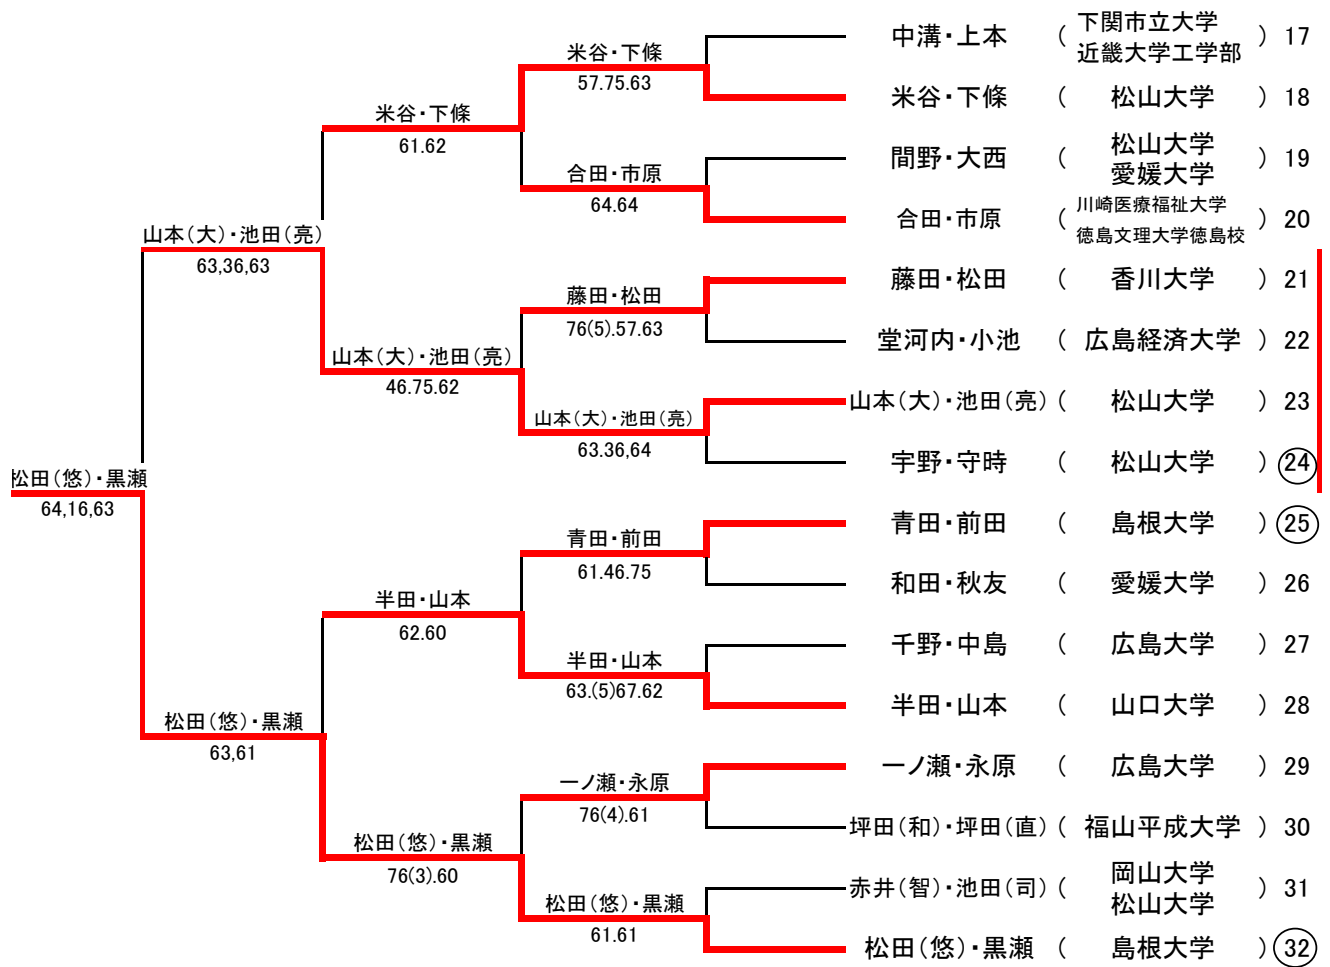 中溝・上本 ( 下関市立大学 近畿大学工学部 ) 17
米谷・下條
57.75.63
米谷・下條 ( 松山大学 ) 18
米谷・下條
61.62
間野・大西 ( 松山大学 愛媛大学 ) 19
合田・市原
64.64
合田・市原 ( 川崎医療福祉大学 徳島文理大学徳島校 ) 20
山本(大)・池田(亮)
63,36,63
藤田・松田 ( 香川大学 ) 21
藤田・松田
76(5).57.63
堂河内・小池 ( 広島経済大学 ) 22
山本(大)・池田(亮)
46.75.62
山本(大)・池田(亮) ( 松山大学 ) 23
山本(大)・池田(亮)
63.36,64
宇野・守時 ( 松山大学 ) 24
松田(悠)・黒瀬
64,16,63
青田・前田 ( 島根大学 ) 25
青田・前田
61.46.75
和田・秋友 ( 愛媛大学 ) 26
半田・山本
62.60
千野・中島 ( 広島大学 ) 27
半田・山本
63.(5)67.62
半田・山本 ( 山口大学 ) 28
松田(悠)・黒瀬
63,61
一ノ瀬・永原 ( 広島大学 ) 29
一ノ瀬・永原
76(4).61
坪田(和)・坪田(直) ( 福山平成大学 ) 30
松田(悠)・黒瀬
76(3).60
赤井(智)・池田(司) ( 岡山大学 松山大学 ) 31
松田(悠)・黒瀬
61.61
松田(悠)・黒瀬 ( 島根大学 ) 32